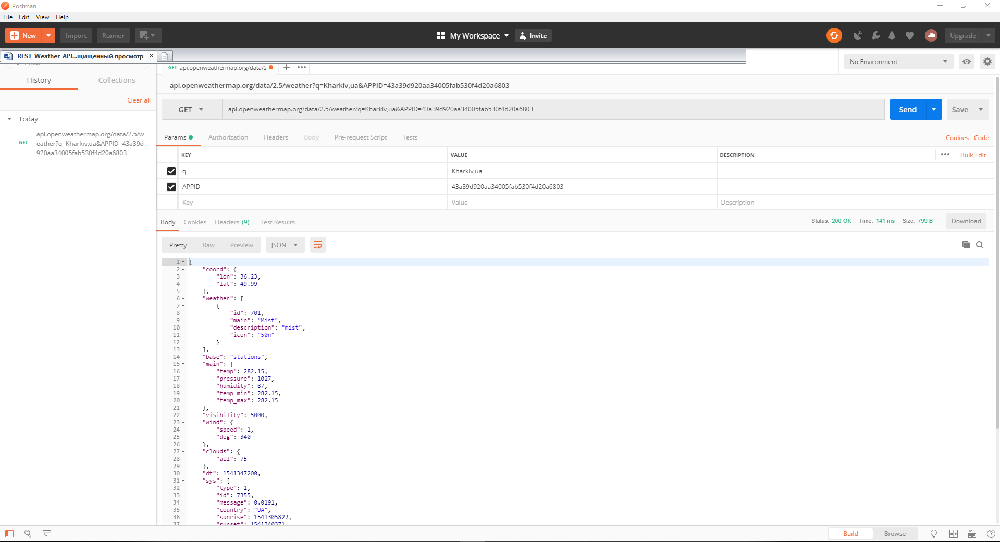 Postman
File Edit View Help
New Import Runner My Workspace Invite Upgrade
REST_Weather_API...щищенный просмотр
No Environment
History Collections
Clear all
Today
GET api.openweathermap.org/data/2.5/w
eather?q=Kharkiv,ua&APPID=43a39d
920aa34005fab530f4d20a6803
GET api.openweathermap.org/data/2
api.openweathermap.org/data/2.5/weather?q=Kharkiv,ua&APPID=43a39d920aa34005fab530f4d20a6803
GET api.openweathermap.org/data/2.5/weather?q=Kharkiv,ua&APPID=43a39d920aa34005fab530f4d20a6803 Send Save
Params Authorization Headers Body Pre-request Script Tests Cookies Code
KEY VALUE DESCRIPTION Bulk Edit
q Kharkiv,ua
APPID 43a39d920aa34005fab530f4d20a6803
Key Value Description
Body Cookies Headers (9) Test Results Status: 200 OK Time: 141 ms Size: 799 B Download
Pretty Raw Preview JSON
1 {
2 "coord": {
3 "lon": 36.23,
4 "lat": 49.99
5 },
6 "weather": [
7 {
8 "id": 701,
9 "main": "Mist",
10 "description": "mist",
11 "icon": "50n"
12 }
13 ],
14 "base": "stations",
15 "main": {
16 "temp": 282.15,
17 "pressure": 1027,
18 "humidity": 87,
19 "temp_min": 282.15,
20 "temp_max": 282.15
21 },
22 "visibility": 5000,
23 "wind": {
24 "speed": 1,
25 "deg": 340
26 },
27 "clouds": {
28 "all": 75
29 },
30 "dt": 1541347200,
31 "sys": {
32 "type": 1,
33 "id": 7355,
34 "message": 0.0191,
35 "country": "UA",
36 "sunrise": 1541305822,
37 "sunset": 1541340371
Build Browse